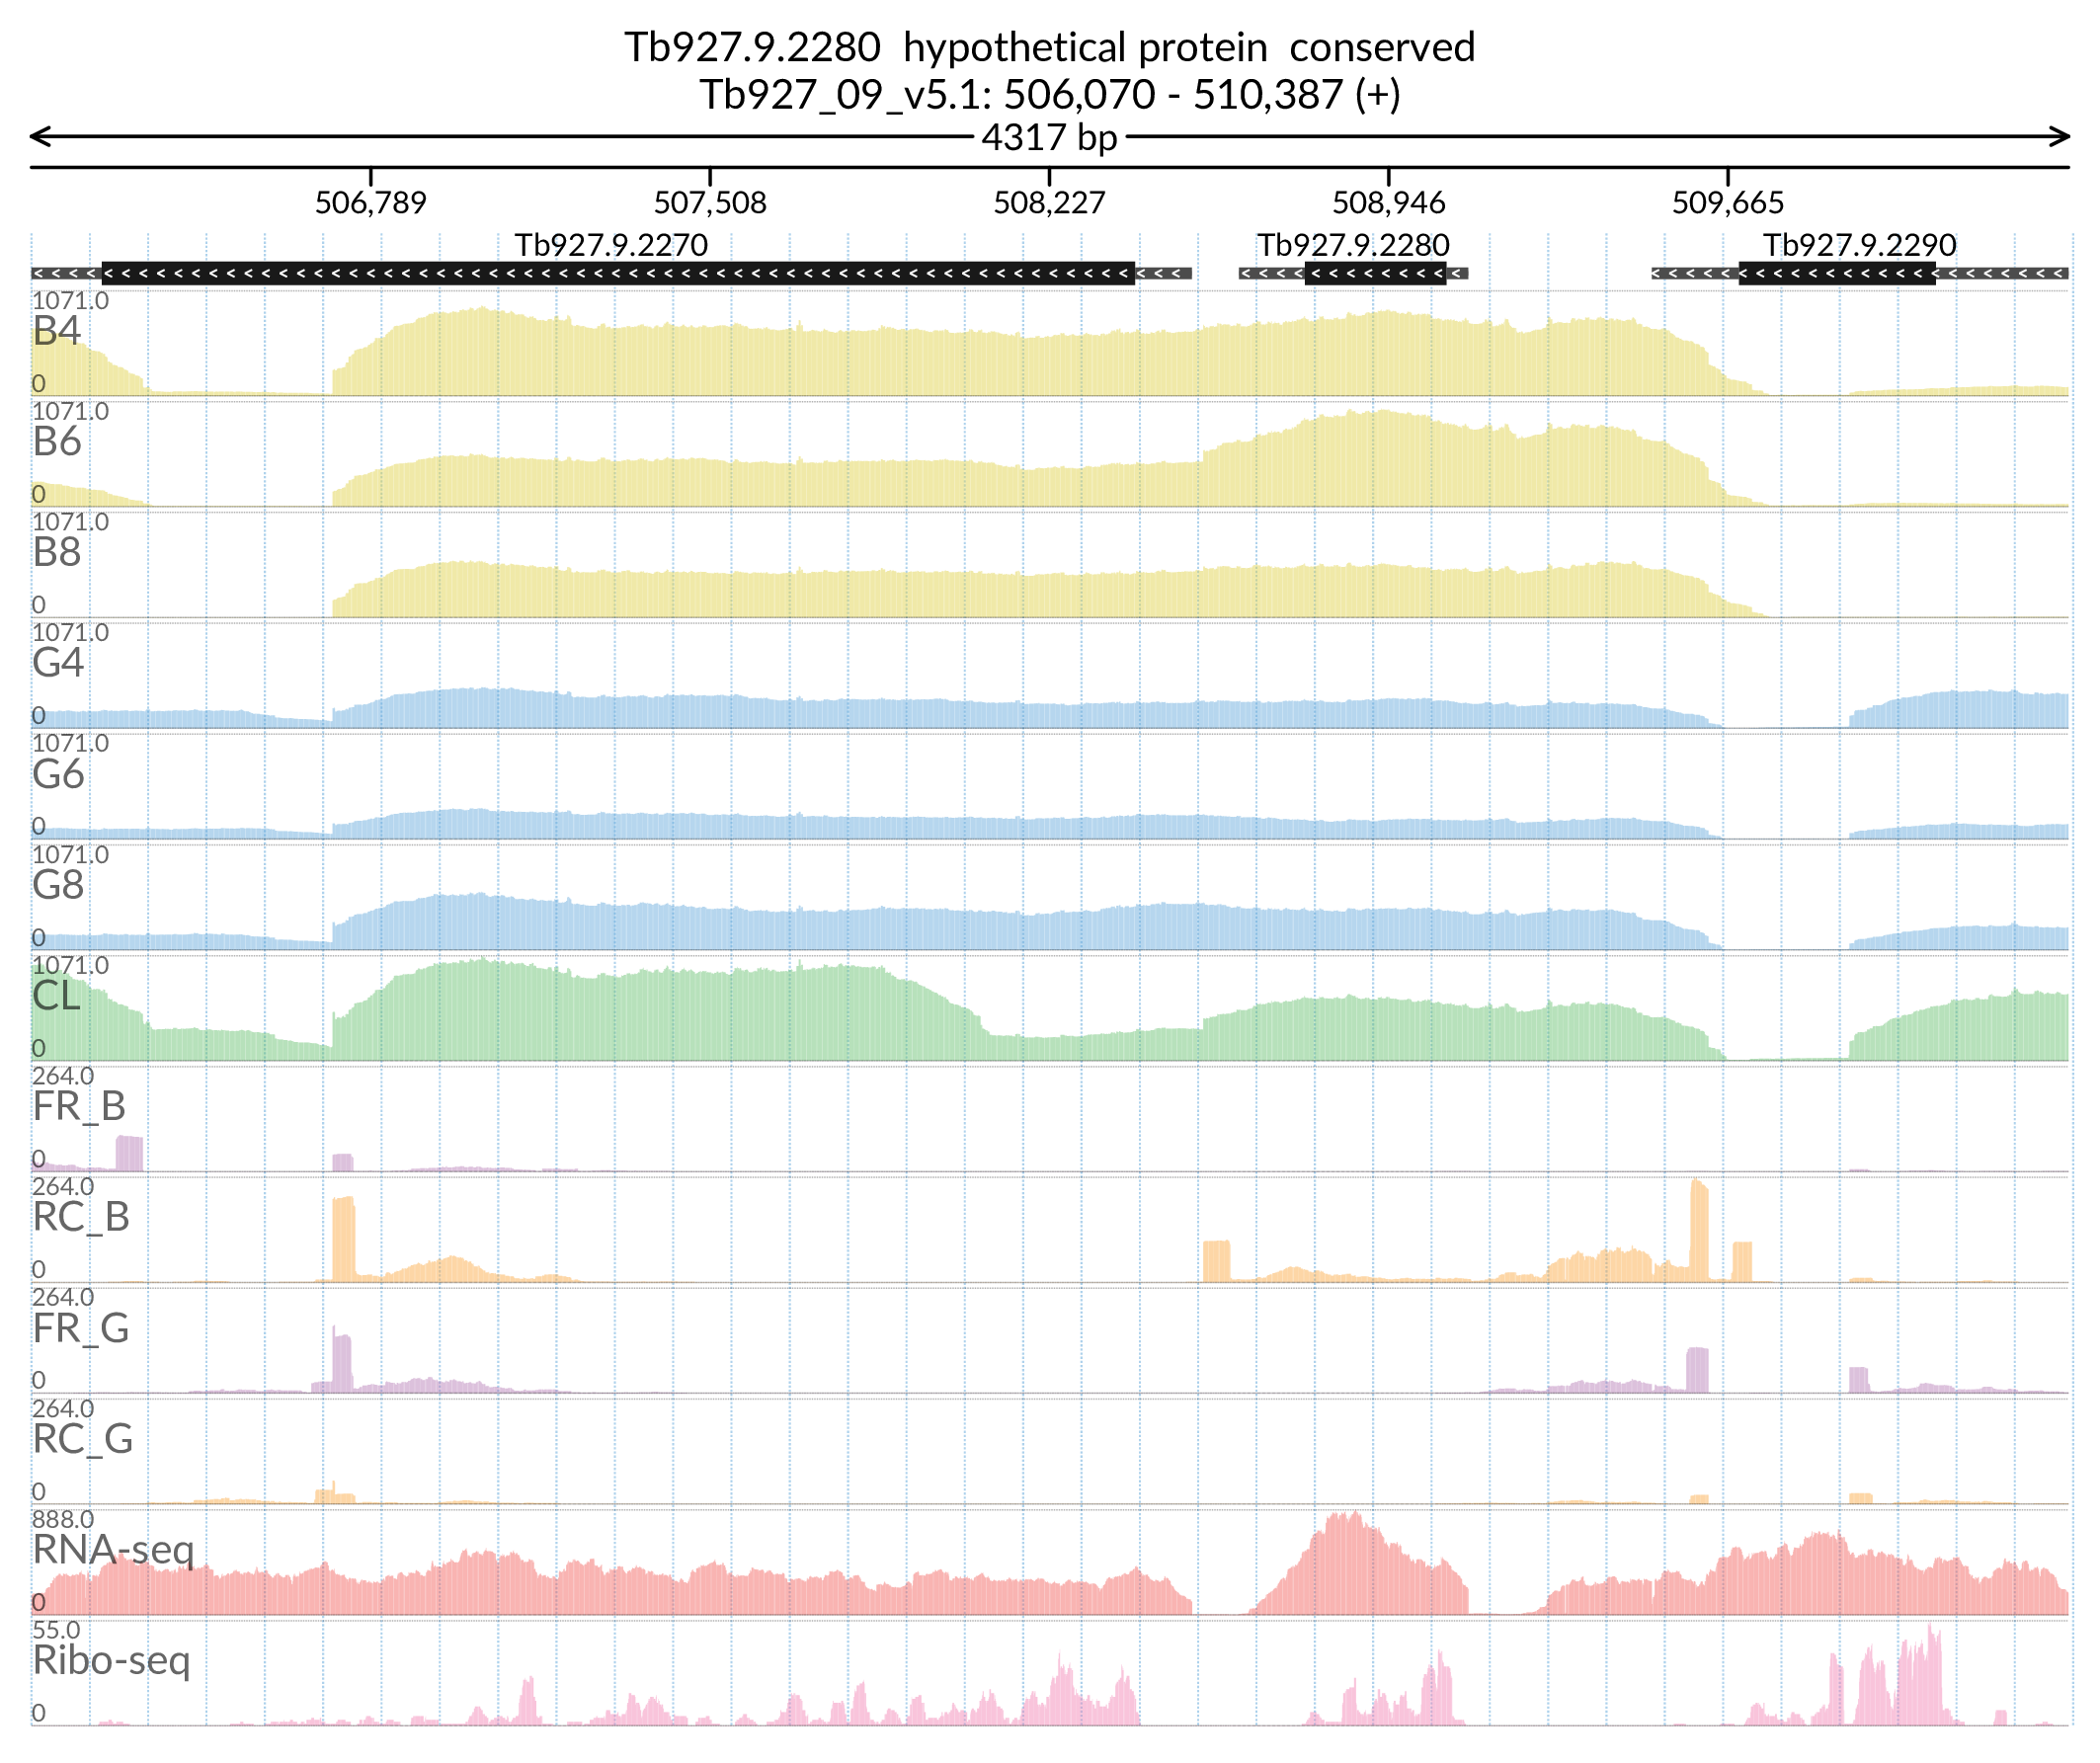 Tb927.9.2280  hypothetical protein  conserved
Tb927_09_v5.1: 506,070 - 510,387 (+)
4317 bp
506,789 507,508 508,227 508,946 509,665
Tb927.9.2270 Tb927.9.2280 Tb927.9.2290
1071.0
B4
0
1071.0
B6
0
1071.0
B8
0
1071.0
G4
0
1071.0
G6
0
1071.0
G8
0
1071.0
CL
0
264.0
FR_B
0
264.0
RC_B
0
264.0
FR_G
0
264.0
RC_G
0
888.0
RNA-seq
0
55.0
Ribo-seq
0